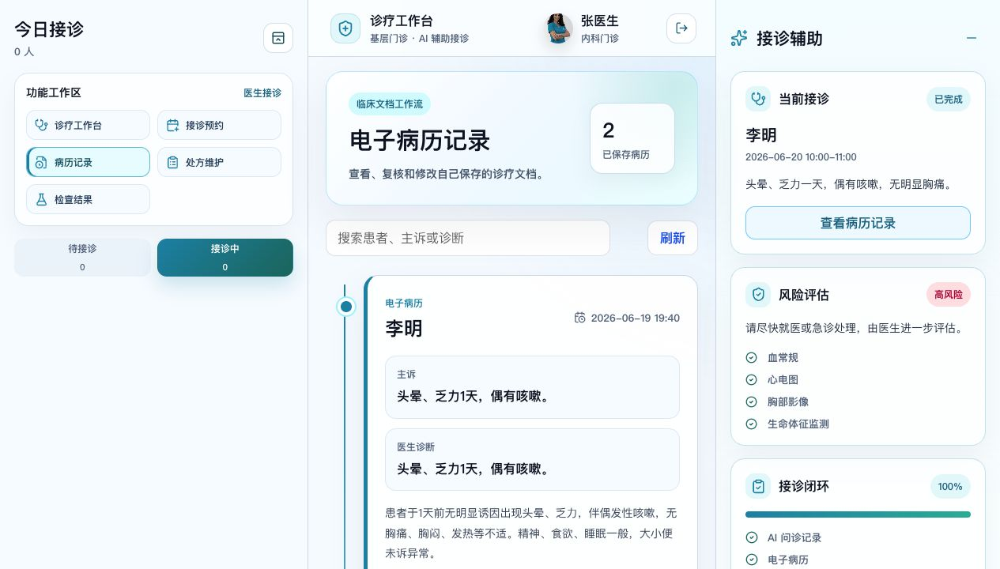 今日接诊
0 人
功能工作区
医生接诊
诊疗工作台
接诊预约
病历记录
处方维护
检查结果
待接诊
0
接诊中
0
诊疗工作台
基层门诊 · AI 辅助接诊
张医生
内科门诊
临床文档工作流
电子病历记录
查看、复核和修改自己保存的诊疗文档。
2
已保存病历
搜索患者、主诉或诊断
刷新
电子病历
李明
2026-06-19 19:40
主诉
头晕、乏力1天，偶有咳嗽。
医生诊断
头晕、乏力1天，偶有咳嗽。
患者于1天前无明显诱因出现头晕、乏力，伴偶发性咳嗽，无
胸痛、胸闷、发热等不适。精神、食欲、睡眠一般，大小便
未诉异常。
接诊辅助
当前接诊
已完成
李明
2026-06-20 10:00-11:00
头晕、乏力一天，偶有咳嗽，无明显胸痛。
查看病历记录
风险评估
高风险
请尽快就医或急诊处理，由医生进一步评估。
血常规
心电图
胸部影像
生命体征监测
接诊闭环
100%
AI 问诊记录
电子病历